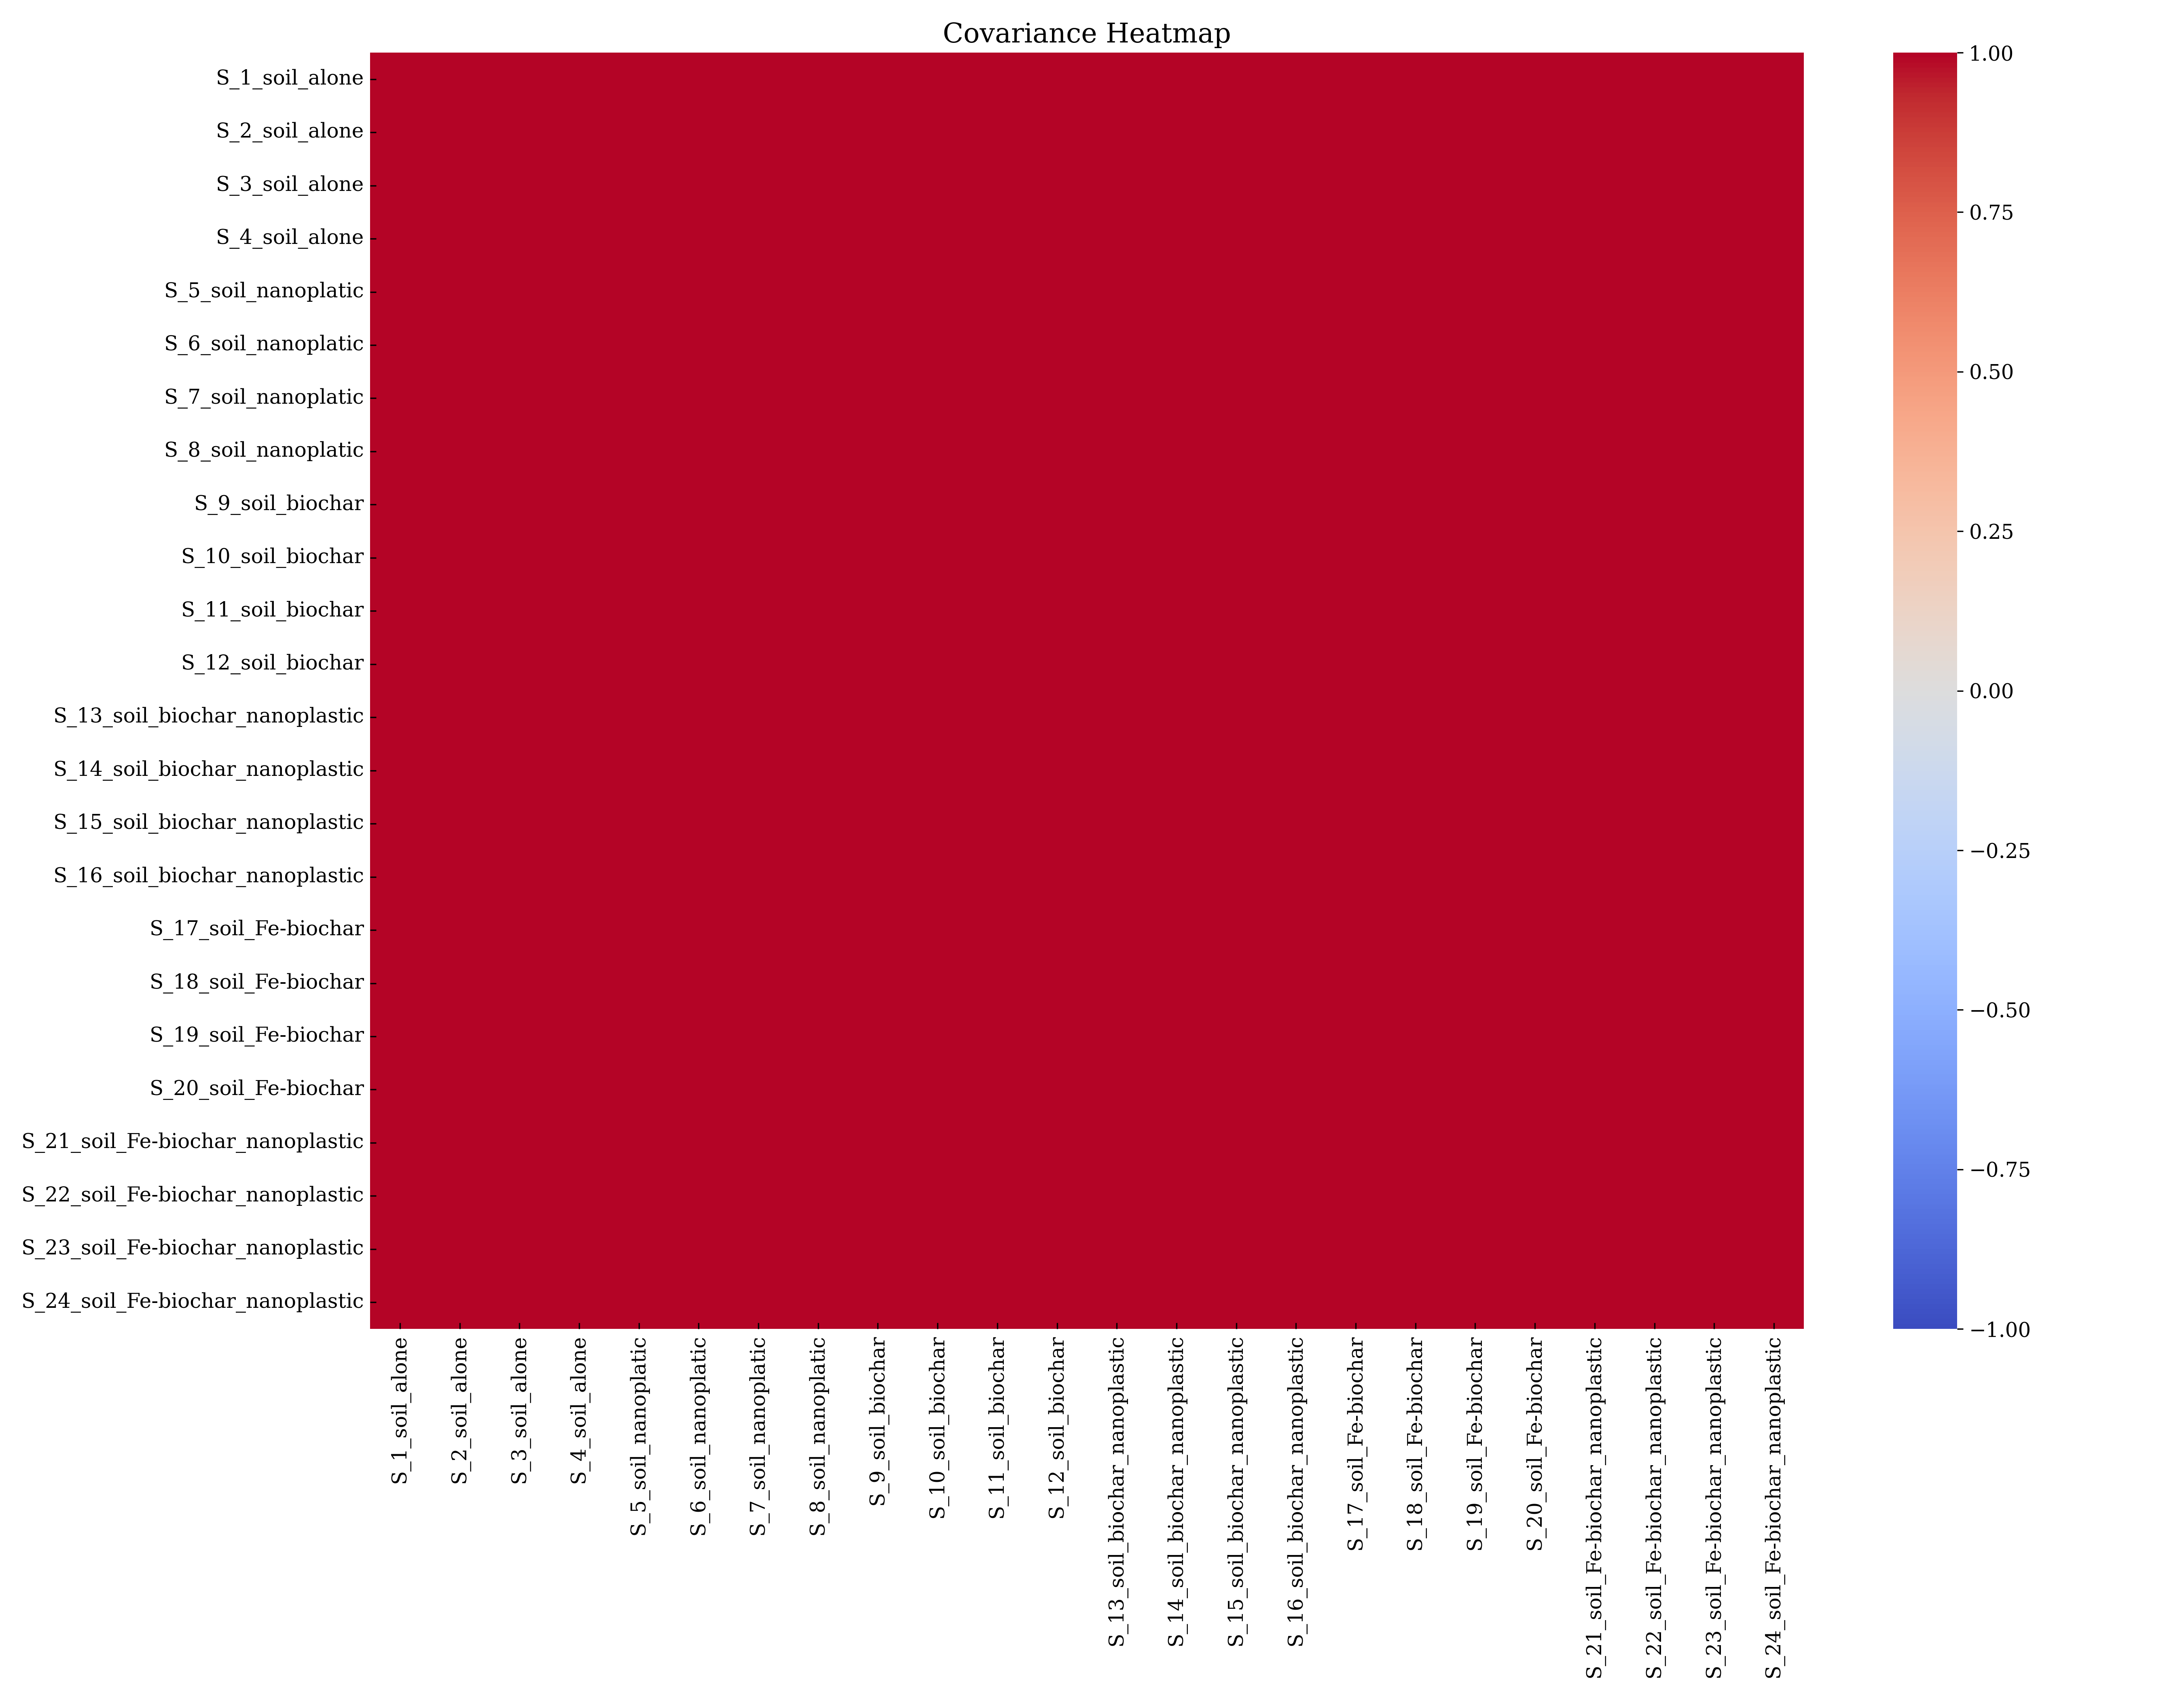 Covariance Heatmap
S_1_soil_alone
S_2_soil_alone
S_3_soil_alone
S_4_soil_alone
S_5_soil_nanoplatic
S_6_soil_nanoplatic
S_7_soil_nanoplatic
S_8_soil_nanoplatic
S_9_soil_biochar
S_10_soil_biochar
S_11_soil_biochar
S_12_soil_biochar
S_13_soil_biochar_nanoplastic
S_14_soil_biochar_nanoplastic
S_15_soil_biochar_nanoplastic
S_16_soil_biochar_nanoplastic
S_17_soil_Fe-biochar
S_18_soil_Fe-biochar
S_19_soil_Fe-biochar
S_20_soil_Fe-biochar
S_21_soil_Fe-biochar_nanoplastic
S_22_soil_Fe-biochar_nanoplastic
S_23_soil_Fe-biochar_nanoplastic
S_24_soil_Fe-biochar_nanoplastic
S_1_soil_alone
S_2_soil_alone
S_3_soil_alone
S_4_soil_alone
S_5_soil_nanoplatic
S_6_soil_nanoplatic
S_7_soil_nanoplatic
S_8_soil_nanoplatic
S_9_soil_biochar
S_10_soil_biochar
S_11_soil_biochar
S_12_soil_biochar
S_13_soil_biochar_nanoplastic
S_14_soil_biochar_nanoplastic
S_15_soil_biochar_nanoplastic
S_16_soil_biochar_nanoplastic
S_17_soil_Fe-biochar
S_18_soil_Fe-biochar
S_19_soil_Fe-biochar
S_20_soil_Fe-biochar
S_21_soil_Fe-biochar_nanoplastic
S_22_soil_Fe-biochar_nanoplastic
S_23_soil_Fe-biochar_nanoplastic
S_24_soil_Fe-biochar_nanoplastic
1.00
0.75
0.50
0.25
0.00
−0.25
−0.50
−0.75
−1.00